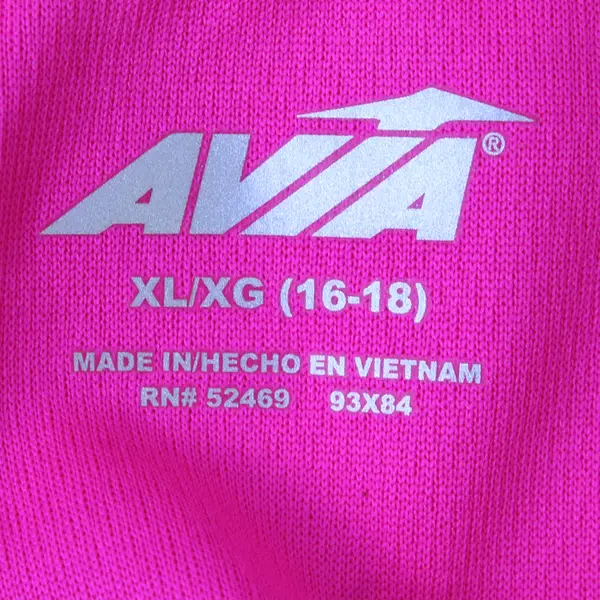 AVIA®
XL/XG (16-18)
MADE IN/HECHO EN VIETNAM
RN# 52469 93X84